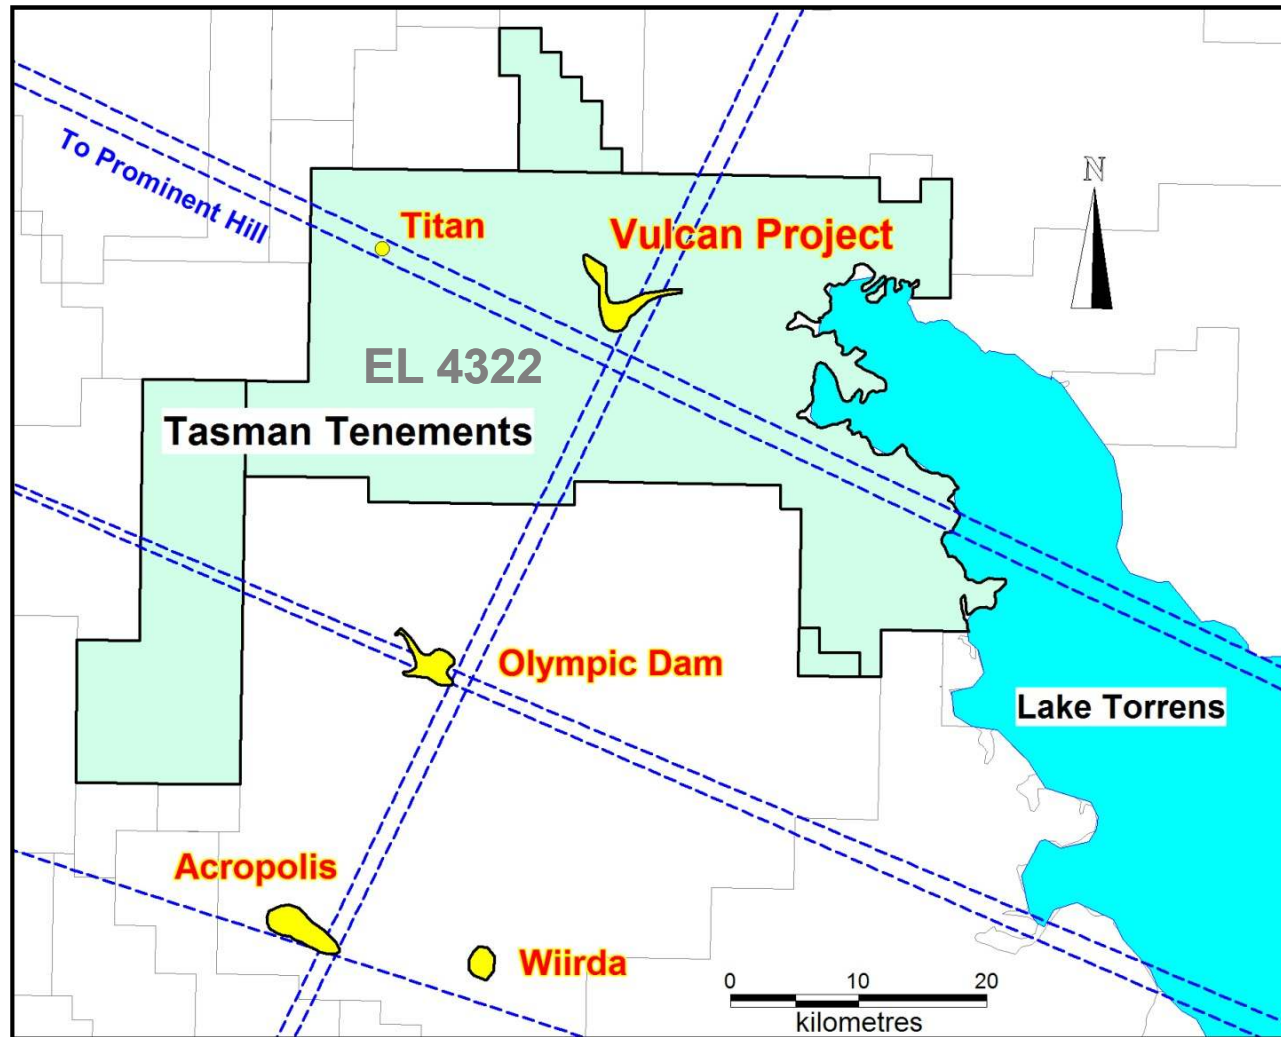 To Prominent Hill
Titan
Vulcan Project
N
EL 4322
Tasman Tenements
Olympic Dam
Lake Torrens
Acropolis
Wiirda
0 10 20
kilometres